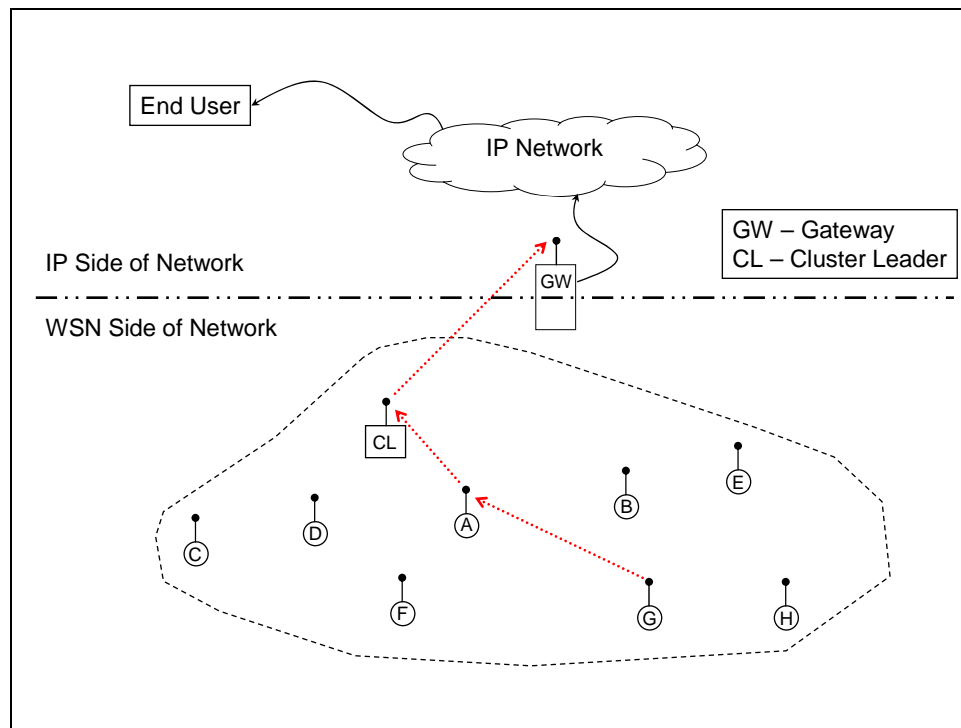 End User
IP Network
GW – Gateway
CL – Cluster Leader
IP Side of Network
GW
WSN Side of Network
CL
E
B
A
D
C
F
G
H